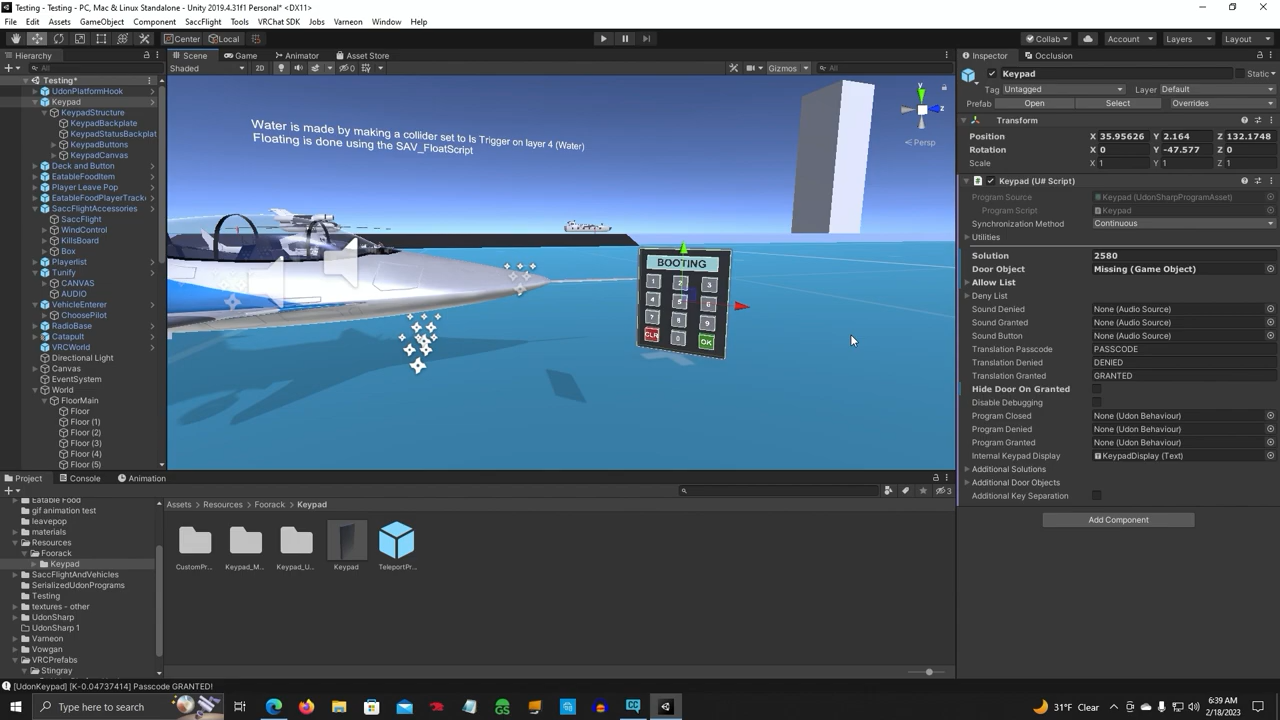 Testing - Testing - PC, Mac & Linux Standalone - Unity 2019.4.31f1 Personal* <DX11>
File Edit Assets GameObject Component SaccFlight Tools VRChat SDK Jobs Varneon Window Help
Center Local Collab Account Layers Layout
Hierarchy
All
Testing*
UdonPlatformHook
Keypad
KeypadStructure
KeypadBackplate
KeypadStatusBackplat
KeypadButtons
KeypadCanvas
Deck and Button
EatableFoodItem
Player Leave Pop
EatableFoodPlayerTracke
SaccFlightAccessories
SaccFlight
WindControl
KillsBoard
Box
Playerlist
Tunify
CANVAS
AUDIO
VehicleEnterer
ChoosePilot
RadioBase
Catapult
VRCWorld
Directional Light
Canvas
EventSystem
World
FloorMain
Floor
Floor (1)
Floor (2)
Floor (3)
Floor (4)
Floor (5)
Scene Game Animator Asset Store
Shaded 2D 0 Gizmos All
Water is made by making a collider set to Is Trigger on layer 4 (Water)
Floating is done using the SAV_FloatScript
y
z
Persp
BOOTING
1 2 3
4 5 6
7 8 9
CLR 0 OK
Inspector Occlusion
Keypad Static
Tag Untagged Layer Default
Prefab Open Select Overrides
Transform
Position X 35.95626 Y 2.164 Z 132.1748
Rotation X 0 Y -47.577 Z 0
Scale X 1 Y 1 Z 1
Keypad (U# Script)
Program Source Keypad (UdonSharpProgramAsset)
Program Script Keypad
Synchronization Method Continuous
Utilities
Solution 2580
Door Object Missing (Game Object)
Allow List
Deny List
Sound Denied None (Audio Source)
Sound Granted None (Audio Source)
Sound Button None (Audio Source)
Translation Passcode PASSCODE
Translation Denied DENIED
Translation Granted GRANTED
Hide Door On Granted
Disable Debugging
Program Closed None (Udon Behaviour)
Program Denied None (Udon Behaviour)
Program Granted None (Udon Behaviour)
Internal Keypad Display KeypadDisplay (Text)
Additional Solutions
Additional Door Objects
Additional Key Separation
Add Component
Project Console Animation
3
Eatable Food
gif animation test
leavepop
materials
Resources
Foorack
Keypad
SaccFlightAndVehicles
SerializedUdonPrograms
Testing
textures - other
UdonSharp
UdonSharp 1
Varneon
Vowgan
VRCPrefabs
Stingray
Assets > Resources > Foorack > Keypad
CustomPr... Keypad_M... Keypad_U... Keypad TeleportPr...
[UdonKeypad] [K-0.04737414] Passcode GRANTED!
Type here to search
31°F Clear
6:39 AM
2/18/2023